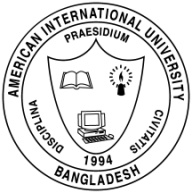 AMERICAN INTERNATIONAL UNIVERSITY
PRAESIDIUM
DISCIPLINA
CIVITATIS
1994
BANGLADESH